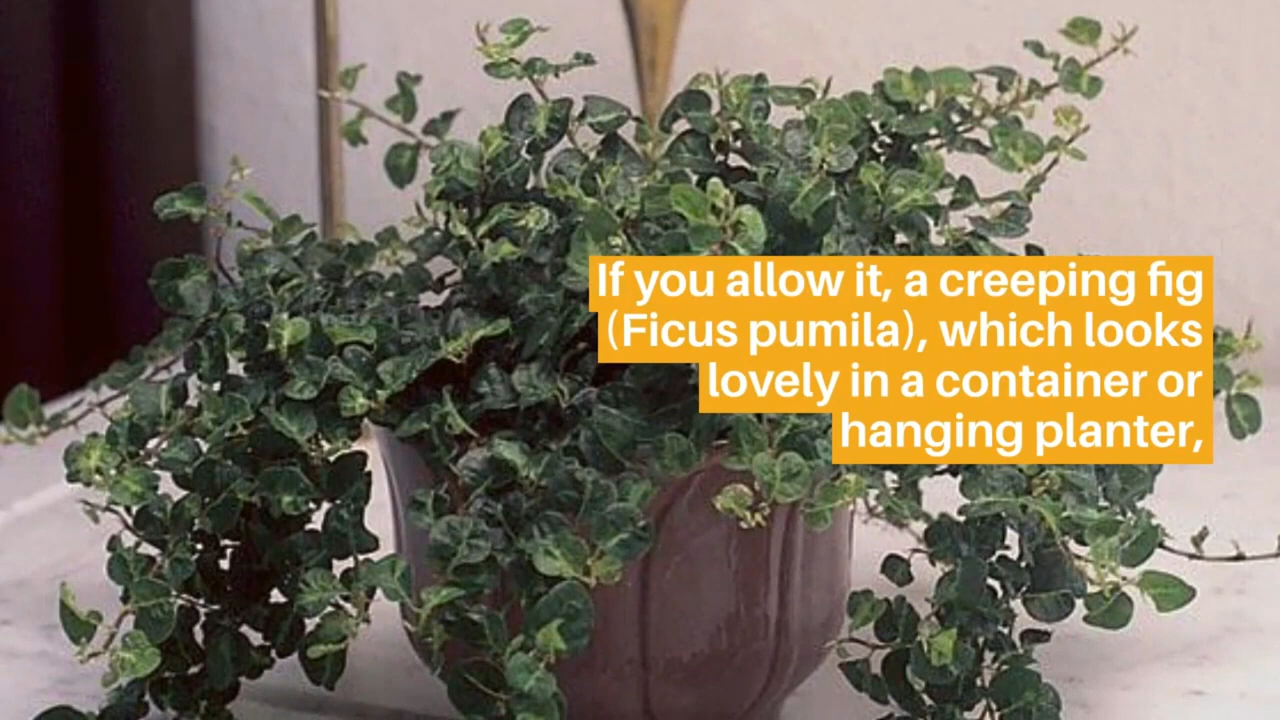 If you allow it, a creeping fig
(Ficus pumila), which looks
lovely in a container or
hanging planter,